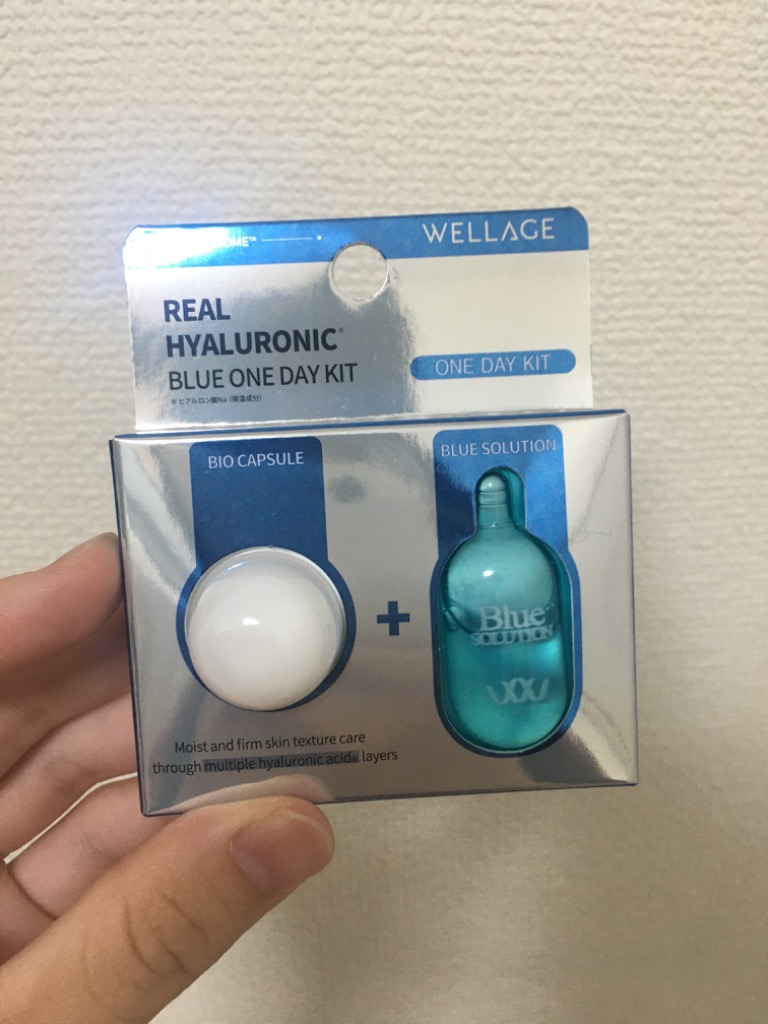 WELLAGE
REAL
HYALURONIC※
BLUE ONE DAY KIT
※ ヒアルロン酸Na (保湿成分)
ONE DAY KIT
BIO CAPSULE
BLUE SOLUTION
+
Blue
SOLUTION
Moist and firm skin texture care
through multiple hyaluronic acid※ layers